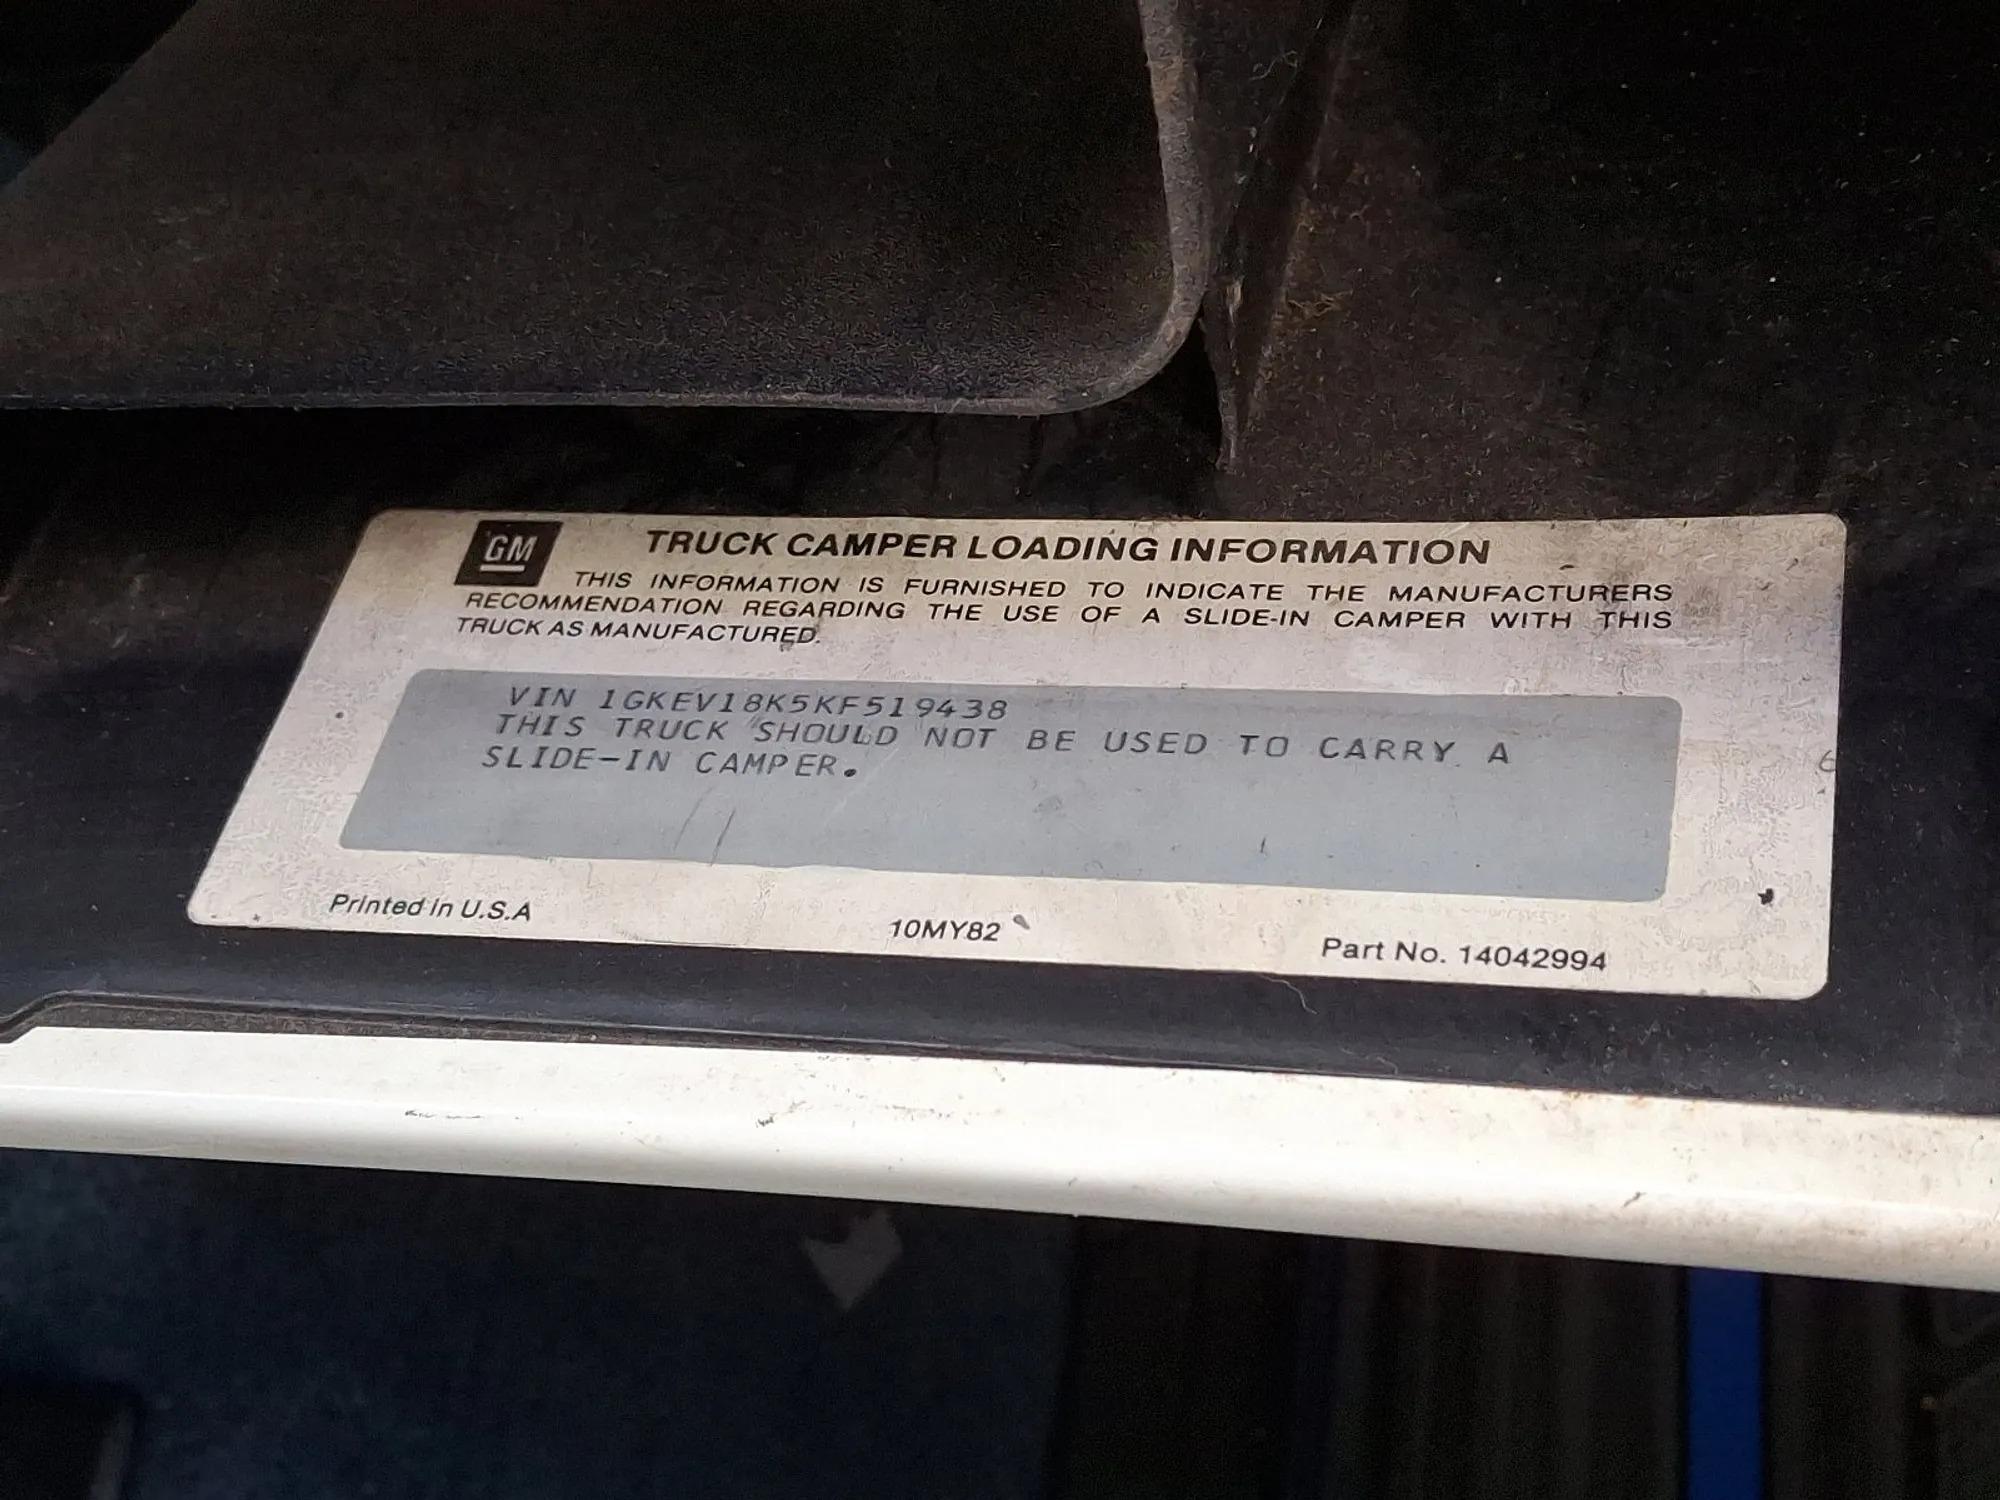 GM
TRUCK CAMPER LOADING INFORMATION
THIS INFORMATION IS FURNISHED TO INDICATE THE MANUFACTURERS
RECOMMENDATION REGARDING THE USE OF A SLIDE-IN CAMPER WITH THIS
TRUCK AS MANUFACTURED.
VIN 1GKEV18K5KF519438
THIS TRUCK SHOULD NOT BE USED TO CARRY A
SLIDE-IN CAMPER.
Printed in U.S.A
10MY82
Part No. 14042994